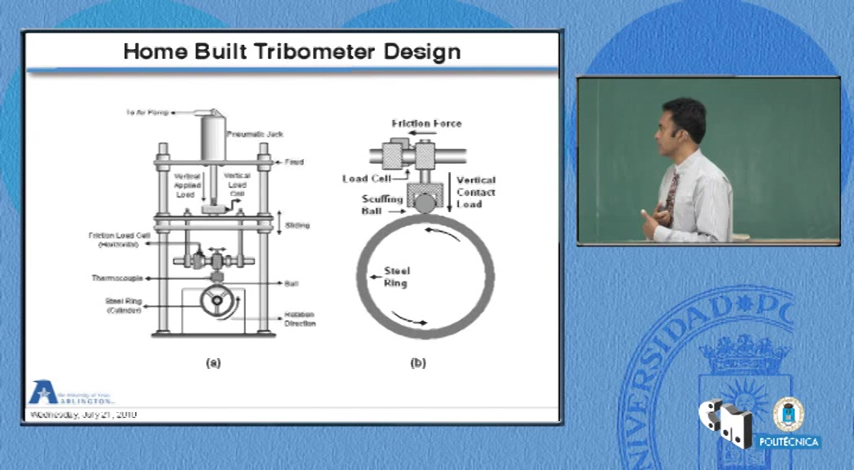 Home Built Tribometer Design
To Air Pump
Pneumatic Jack
Fixed
Vertical
Applied
Load
Vertical
Load
Cell
Sliding
Friction Load Cell
(Horizontal)
Thermocouple
Ball
Steel Ring
(Cylinder)
Rotation
Direction
(a)
Friction Force
Load Cell
Vertical
Contact
Load
Scuffing
Ball
Steel
Ring
(b)
The University of Texas
ARLINGTON
Wednesday, July 21, 2010
UNIVERSIDAD PO
POLITÉCNICA